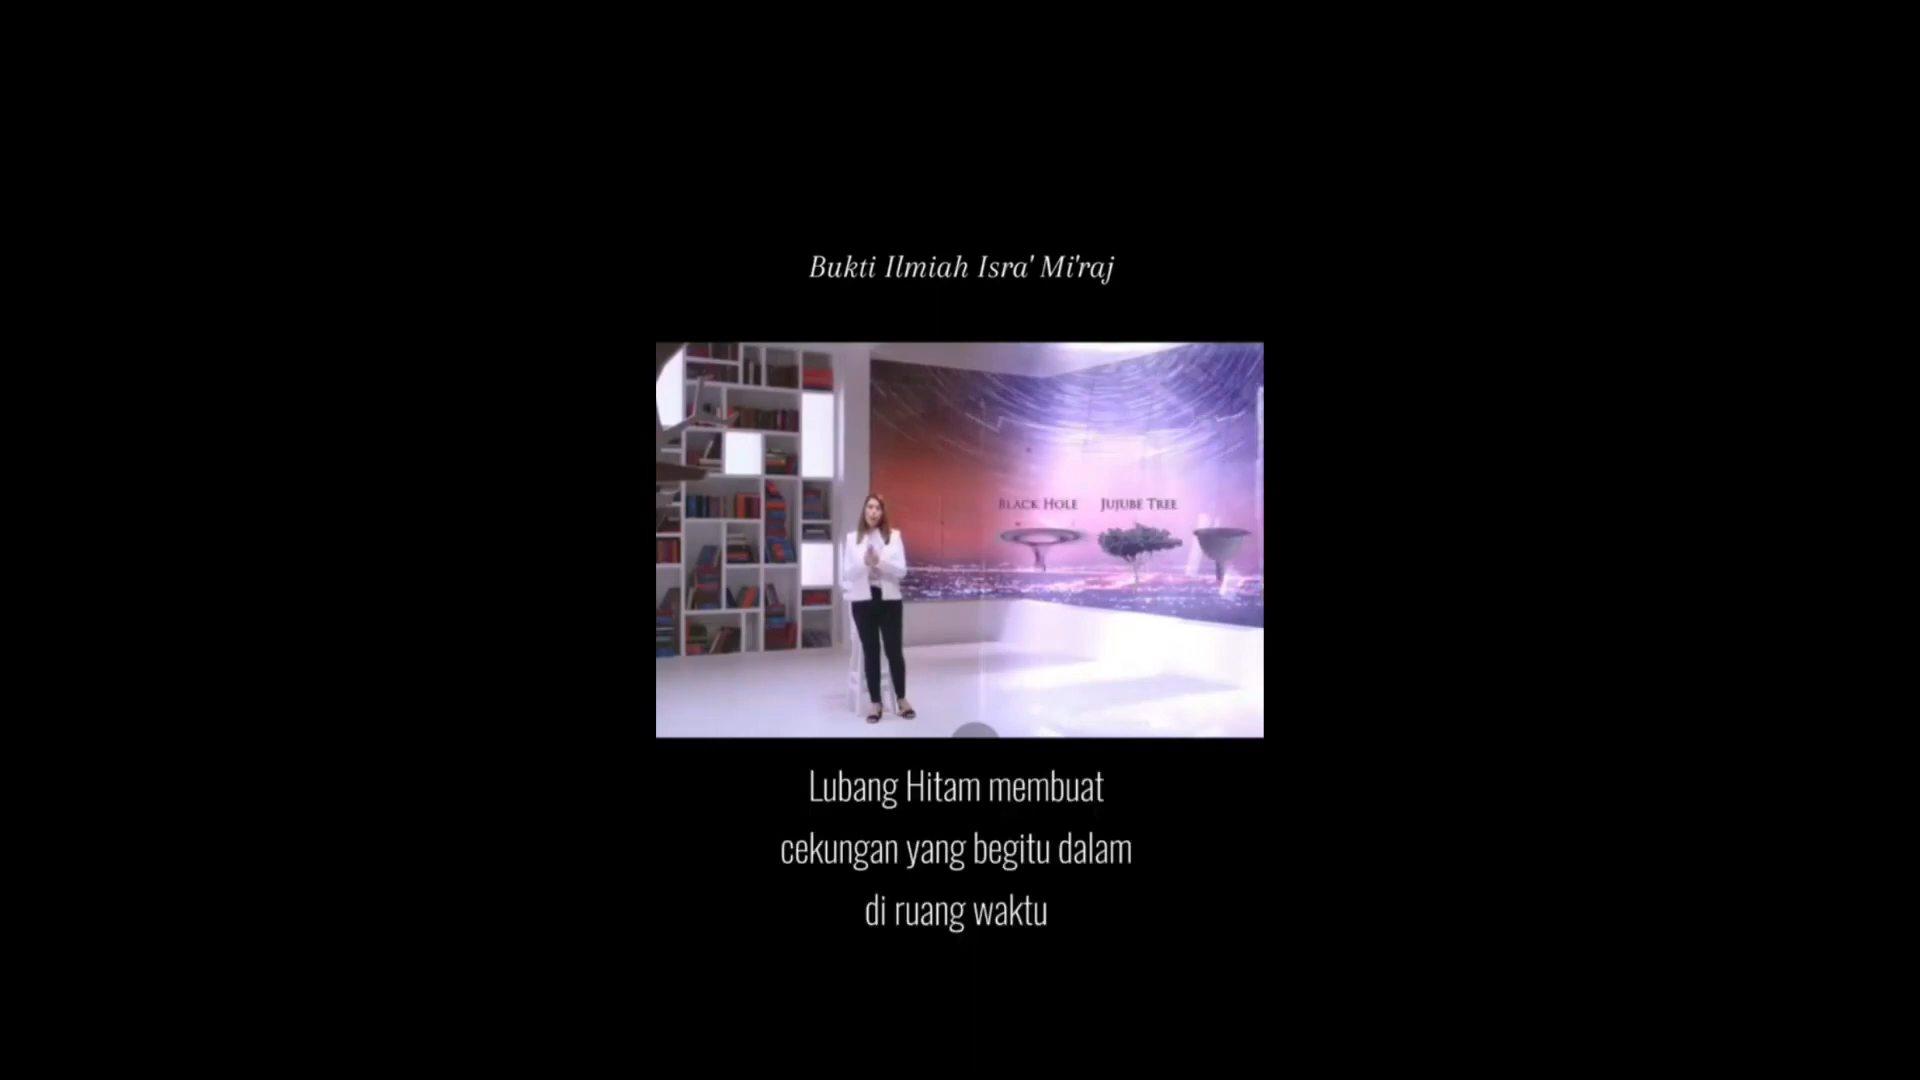 Bukti Ilmiah Isra' Mi'raj
BLACK HOLE JUJUBE TREE
Lubang Hitam membuat
cekungan yang begitu dalam
di ruang waktu